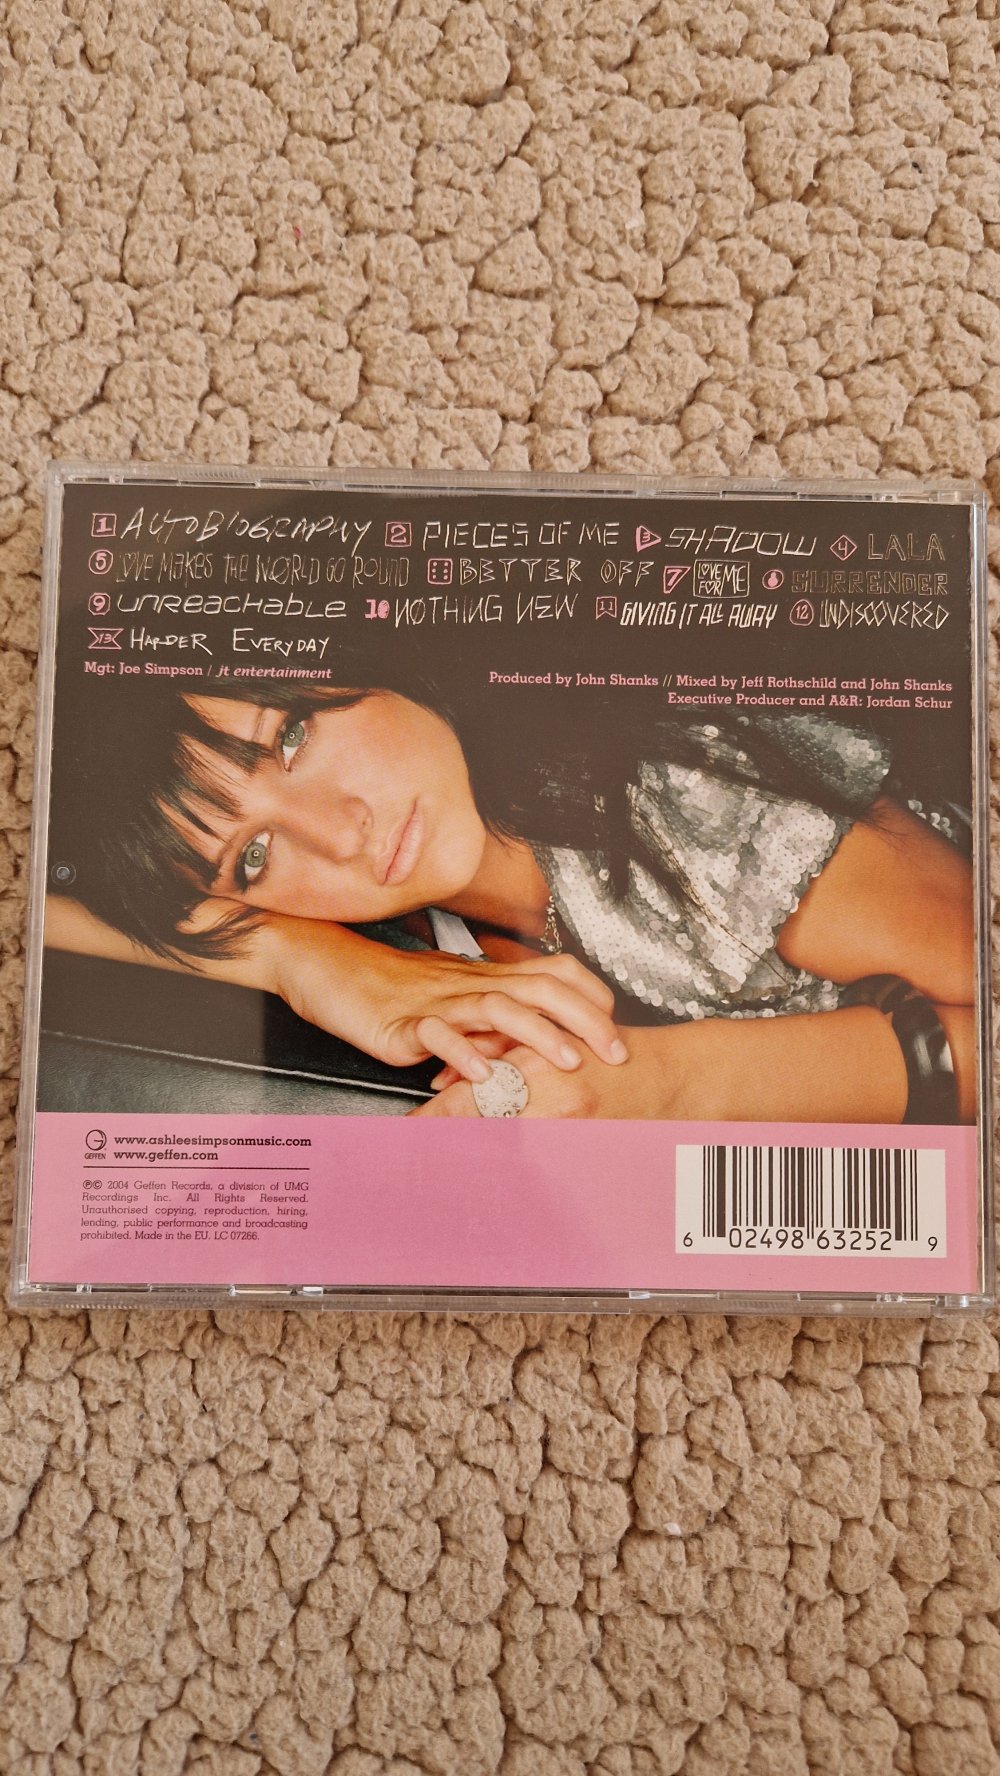 1 AUTOBIOGRAPHY 2 PIECES OF ME 3 SHADOW 4 LALA
5 LOVE MAKES THE WORLD GO ROUND BETTER OFF 7 LOVE ME FOR ME 8 SURRENDER
9 UNREACHABLE 10 NOTHING NEW 11 GIVING IT ALL AWAY 12 UNDISCOVERED
13 HARDER EVERYDAY
Mgt: Joe Simpson / jt entertainment
Produced by John Shanks // Mixed by Jeff Rothschild and John Shanks
Executive Producer and A&R: Jordan Schur
www.ashleesimpsonmusic.com
GEFFEN www.geffen.com
℗© 2004 Geffen Records, a division of UMG
Recordings Inc. All Rights Reserved.
Unauthorised copying, reproduction, hiring,
lending, public performance and broadcasting
prohibited. Made in the EU. LC 07266.
6 02498 63252 9